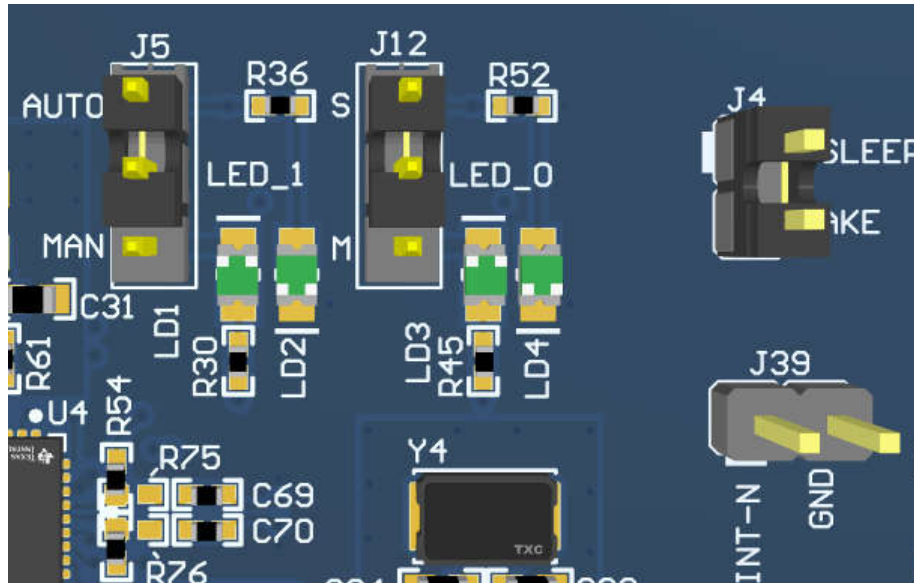 J5
J12
R36
R52
J4
AUTO
S
SLEEP
LED_1
LED_0
AKE
MAN
M
C31
LD1
R30
LD2
LD3
R45
LD4
R61
J39
U4
R54
R75
Y4
C69
C70
INT-N
GND
TXC
R76